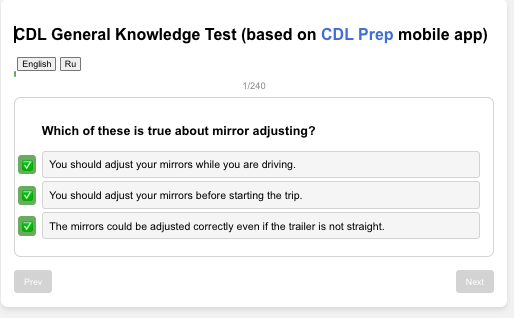 CDL General Knowledge Test (based on CDL Prep mobile app)
English Ru
1/240
Which of these is true about mirror adjusting?
You should adjust your mirrors while you are driving.
You should adjust your mirrors before starting the trip.
The mirrors could be adjusted correctly even if the trailer is not straight.
Prev Next